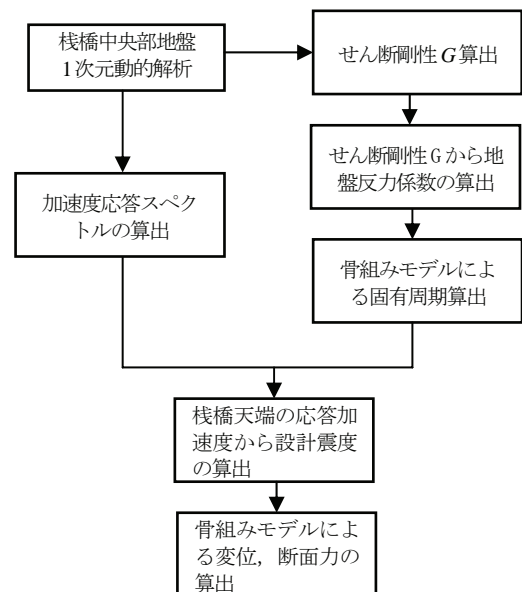 栈橋中央部地盤
1次元動的解析
せん断剛性G算出
せん断剛性Gから地
盤反力係数の算出
加速度応答スペク
トルの算出
骨組みモデルによ
る固有周期算出
栈橋天端の応答加
速度から設計震度
の算出
骨組みモデルによ
る変位，断面力の
算出